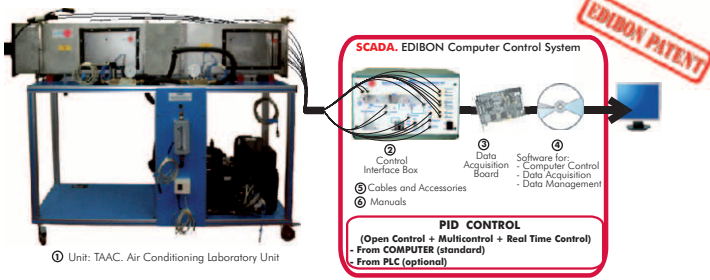 EDIBON PATENT
SCADA. EDIBON Computer Control System
② Control Interface Box
③ Data Acquisition Board
④ Software for:
- Computer Control
- Data Acquisition
- Data Management
⑤ Cables and Accessories
⑥ Manuals
PID CONTROL
(Open Control + Multicontrol + Real Time Control)
- From COMPUTER (standard)
- From PLC (optional)
① Unit: TAAC. Air Conditioning Laboratory Unit